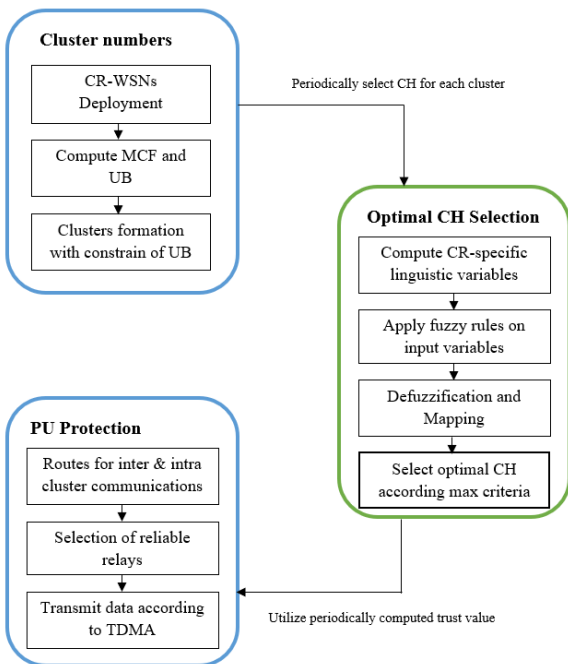 Cluster numbers
CR-WSNs
Deployment
Compute MCF and
UB
Clusters formation
with constrain of UB
Periodically select CH for each cluster
Optimal CH Selection
Compute CR-specific
linguistic variables
Apply fuzzy rules on
input variables
Defuzzification and
Mapping
Select optimal CH
according max criteria
PU Protection
Routes for inter & intra
cluster communications
Selection of reliable
relays
Transmit data according
to TDMA
Utilize periodically computed trust value